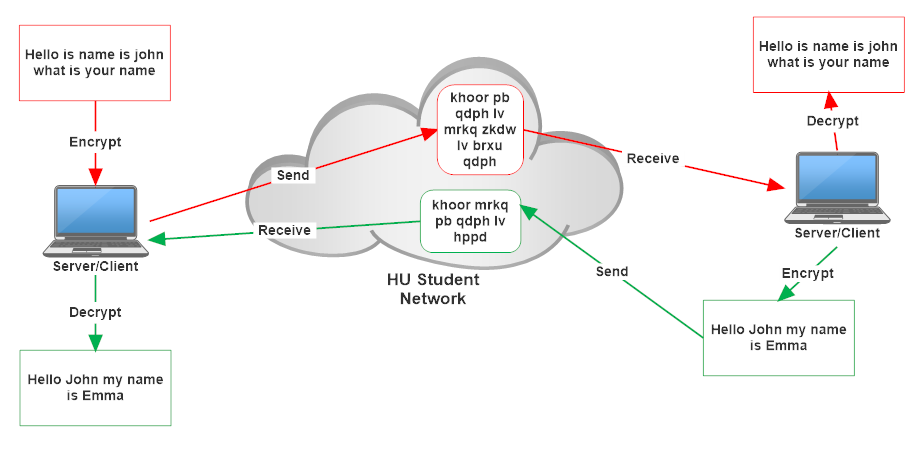 Hello is name is john
what is your name
Encrypt
Server/Client
Decrypt
Hello John my name
is Emma
Send
Receive
khoor pb
qdph lv
mrkq zkdw
lv brxu
qdph
khoor mrkq
pb qdph lv
hppd
HU Student
Network
Receive
Send
Hello is name is john
what is your name
Decrypt
Server/Client
Encrypt
Hello John my name
is Emma